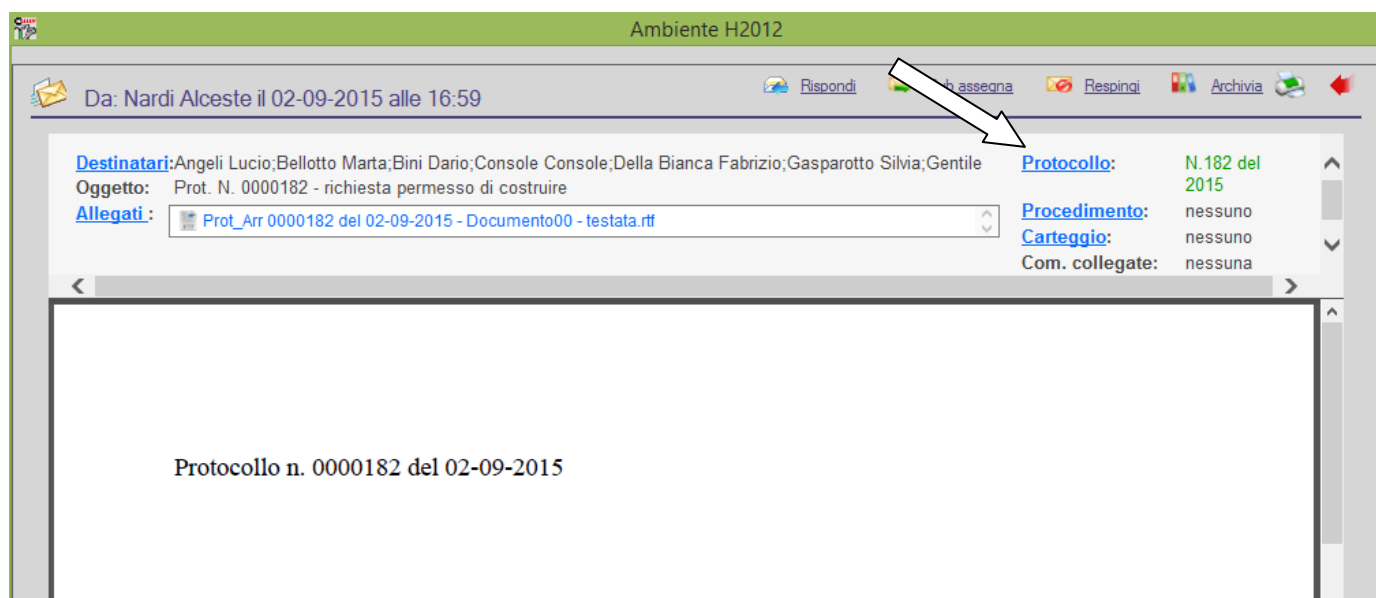 Ambiente H2012
Da: Nardi Alceste il 02-09-2015 alle 16:59
Rispondi
assegna
Respingi
Archivia
Destinatari:Angeli Lucio;Bellotto Marta;Bini Dario;Console Console;Della Bianca Fabrizio;Gasparotto Silvia;Gentile
Oggetto: Prot. N. 0000182 - richiesta permesso di costruire
Allegati :
Prot_Arr 0000182 del 02-09-2015 - Documento00 - testata.rtf
Protocollo: N.182 del
2015
Procedimento: nessuno
Carteggio: nessuno
Com. collegate: nessuna
Protocollo n. 0000182 del 02-09-2015